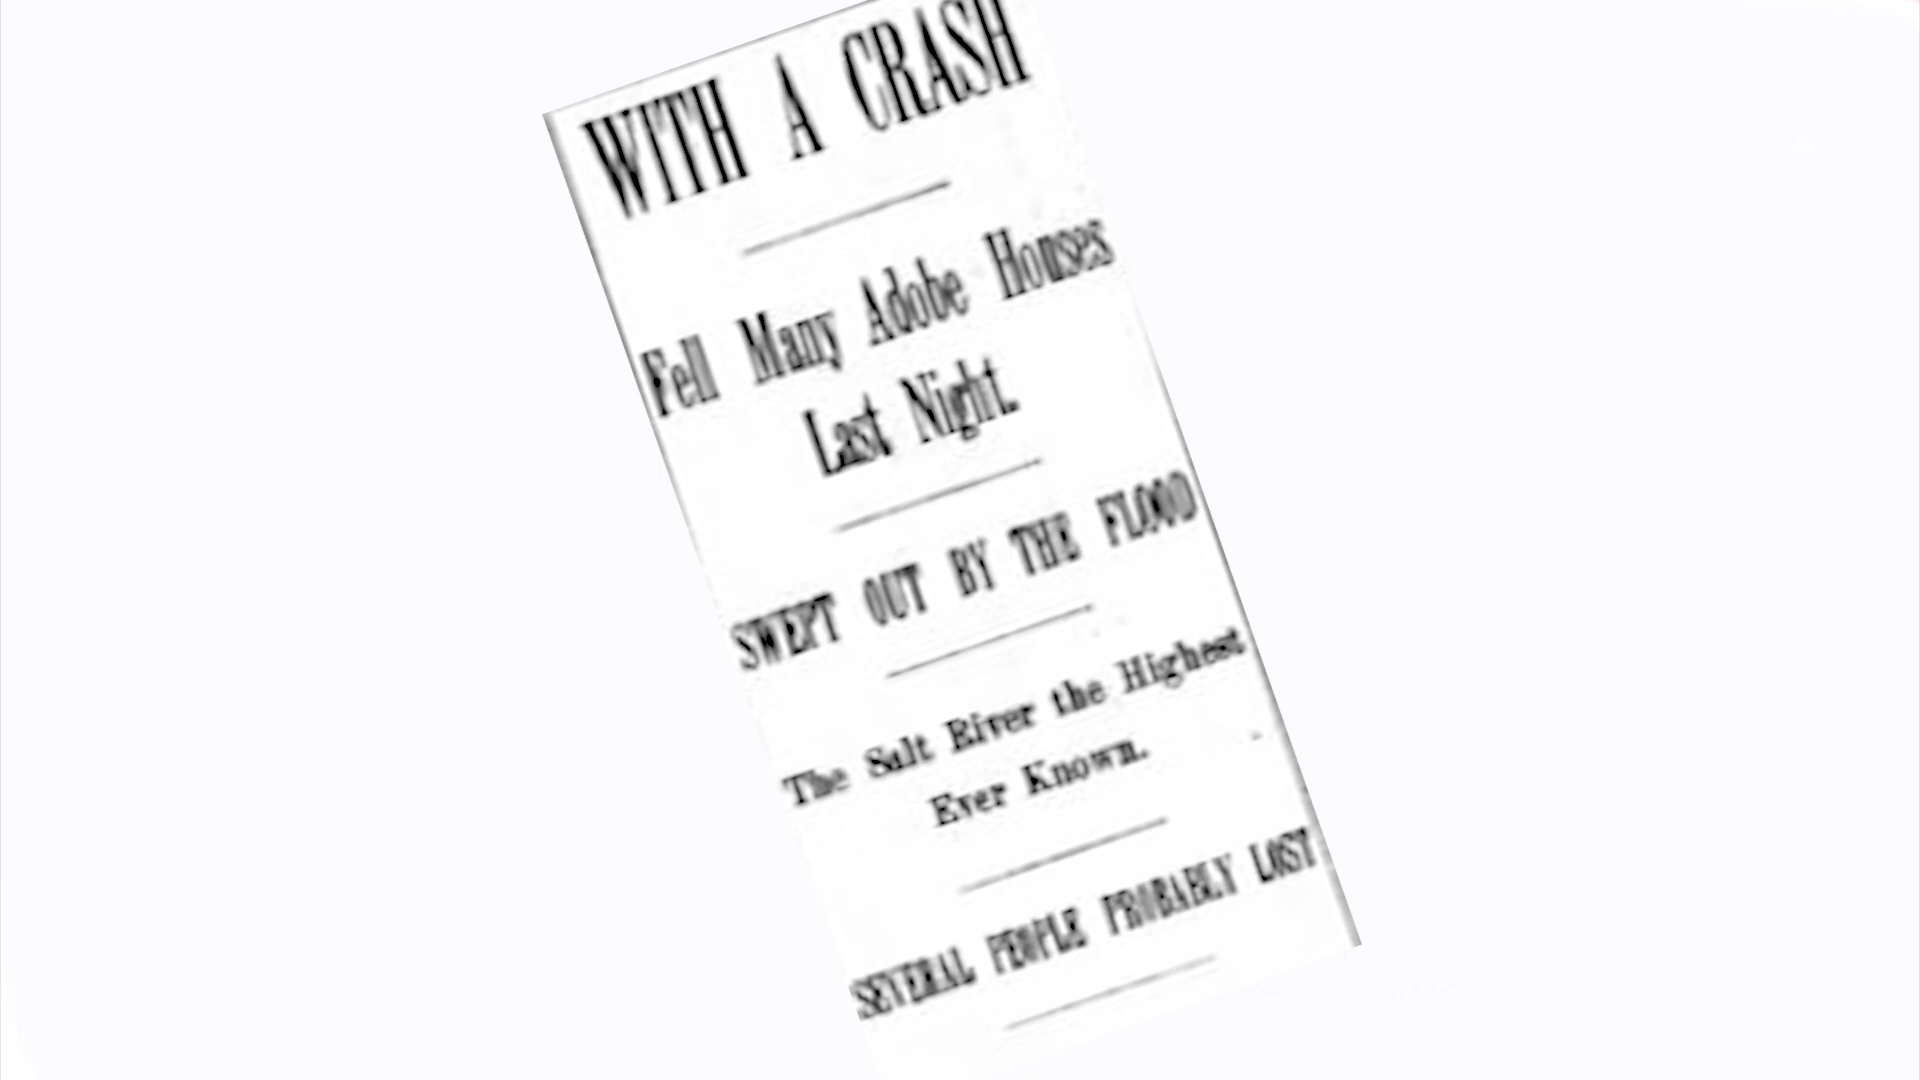 WITH A CRASH
Fell Many Adobe Houses
Last Night.
SWEPT OUT BY THE FLOOD
The Salt River the Highest
Ever Known.
SEVERAL PEOPLE PROBABLY LOST